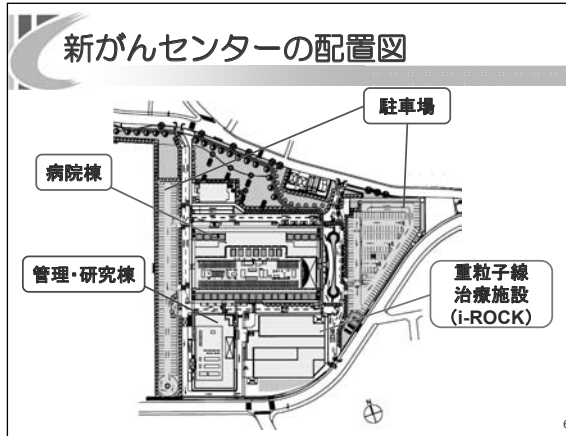 新がんセンターの配置図
駐車場
病院棟
管理・研究棟
重粒子線
治療施設
(i-ROCK)
N
6